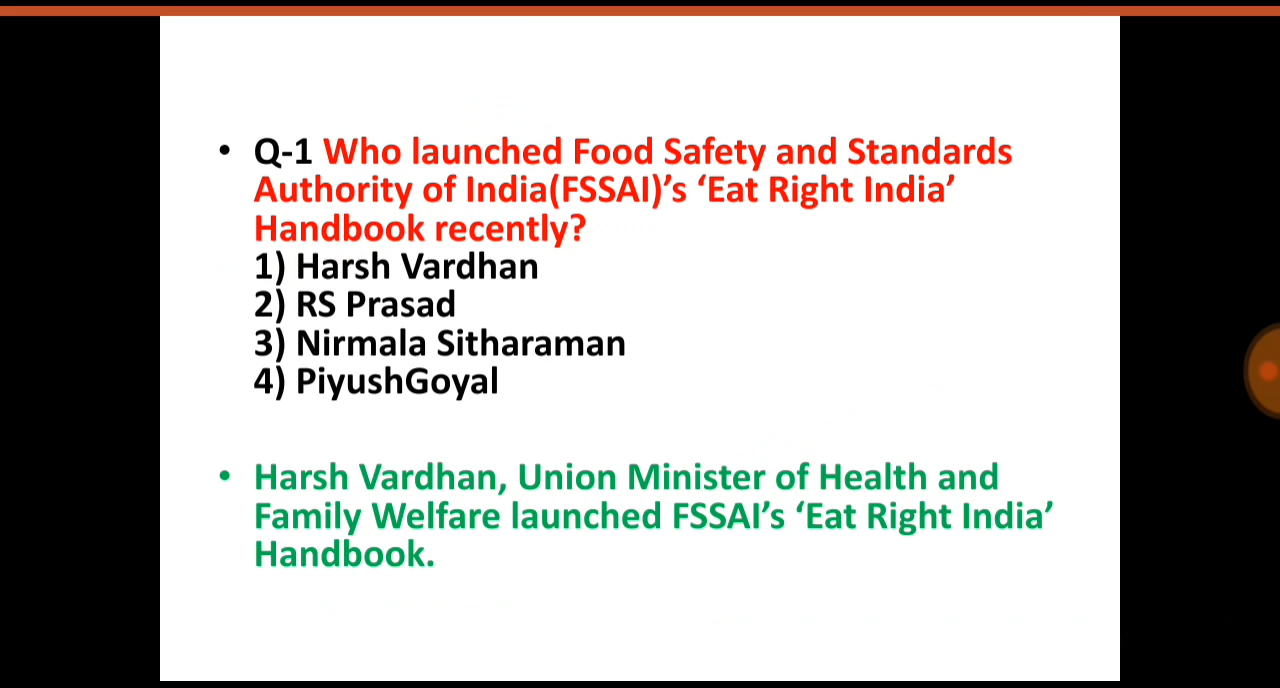 • Q-1 Who launched Food Safety and Standards
Authority of India(FSSAI)’s ‘Eat Right India’
Handbook recently?
1) Harsh Vardhan
2) RS Prasad
3) Nirmala Sitharaman
4) PiyushGoyal
• Harsh Vardhan, Union Minister of Health and
Family Welfare launched FSSAI’s ‘Eat Right India’
Handbook.